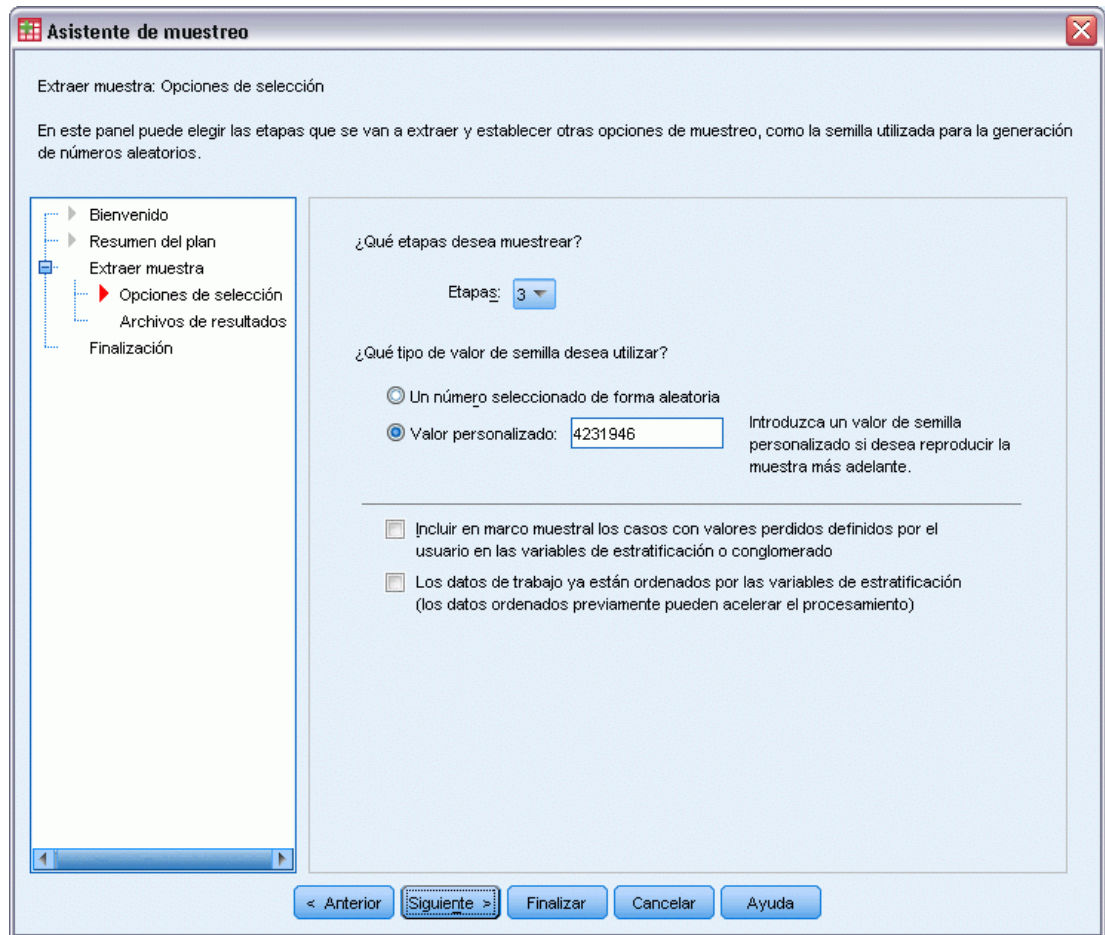 Asistente de muestreo
Extraer muestra: Opciones de selección
En este panel puede elegir las etapas que se van a extraer y establecer otras opciones de muestreo, como la semilla utilizada para la generación
de números aleatorios.
Bienvenido
Resumen del plan
Extraer muestra
Opciones de selección
Archivos de resultados
Finalización
¿Qué etapas desea muestrear?
Etapas: 3
¿Qué tipo de valor de semilla desea utilizar?
Un número seleccionado de forma aleatoria
Valor personalizado: 4231946
Introduzca un valor de semilla
personalizado si desea reproducir la
muestra más adelante.
Incluir en marco muestral los casos con valores perdidos definidos por el
usuario en las variables de estratificación o conglomerado
Los datos de trabajo ya están ordenados por las variables de estratificación
(los datos ordenados previamente pueden acelerar el procesamiento)
< Anterior Siguiente > Finalizar Cancelar Ayuda